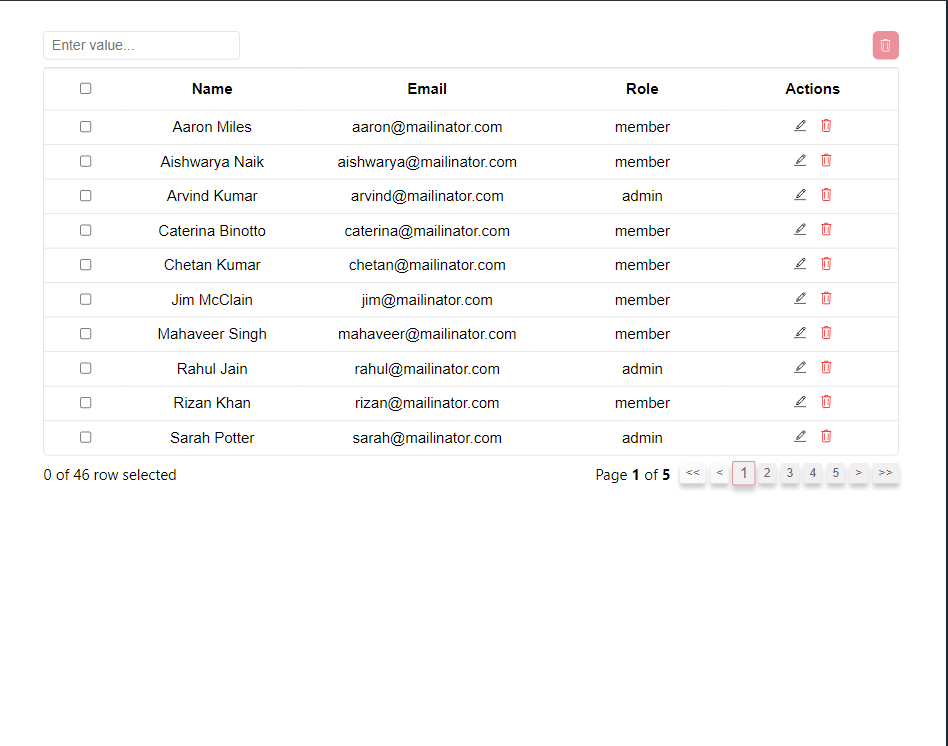 Enter value...
Name Email Role Actions
Aaron Miles aaron@mailinator.com member
Aishwarya Naik aishwarya@mailinator.com member
Arvind Kumar arvind@mailinator.com admin
Caterina Binotto caterina@mailinator.com member
Chetan Kumar chetan@mailinator.com member
Jim McClain jim@mailinator.com member
Mahaveer Singh mahaveer@mailinator.com member
Rahul Jain rahul@mailinator.com admin
Rizan Khan rizan@mailinator.com member
Sarah Potter sarah@mailinator.com admin
0 of 46 row selected Page 1 of 5 << < 1 2 3 4 5 > >>